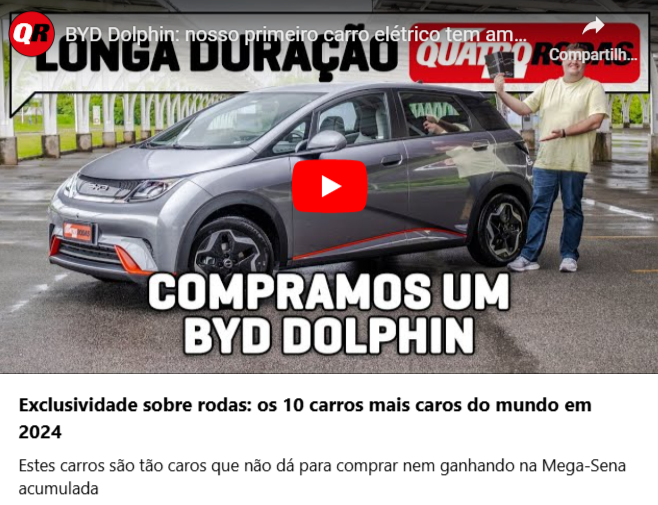 QR
BYD Dolphin: nosso primeiro carro elétrico tem am...
Compartilh...
LONGA DURAÇÃO
QUATRO RODAS
COMPRAMOS UM
BYD DOLPHIN
Exclusividade sobre rodas: os 10 carros mais caros do mundo em
2024
Estes carros são tão caros que não dá para comprar nem ganhando na Mega-Sena
acumulada